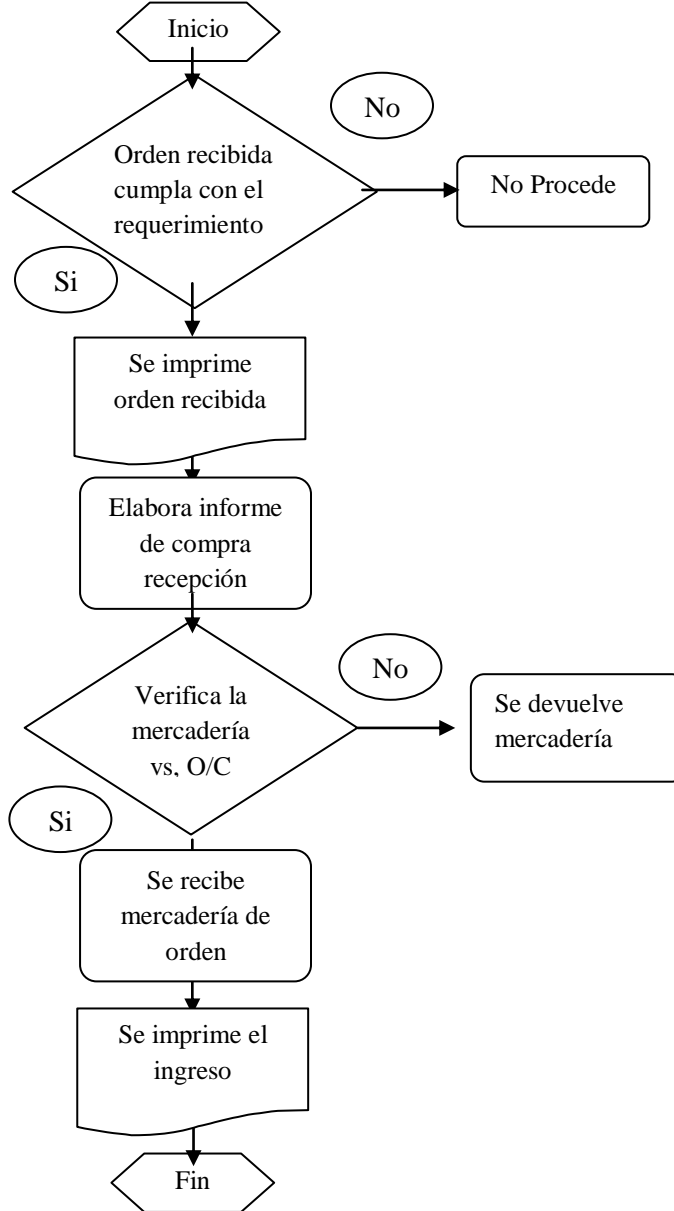 Inicio
No
Orden recibida
cumpla con el
requerimiento
No Procede
Si
Se imprime
orden recibida
Elabora informe
de compra
recepción
No
Verifica la
mercadería
vs, O/C
Se devuelve
mercadería
Si
Se recibe
mercadería de
orden
Se imprime el
ingreso
Fin